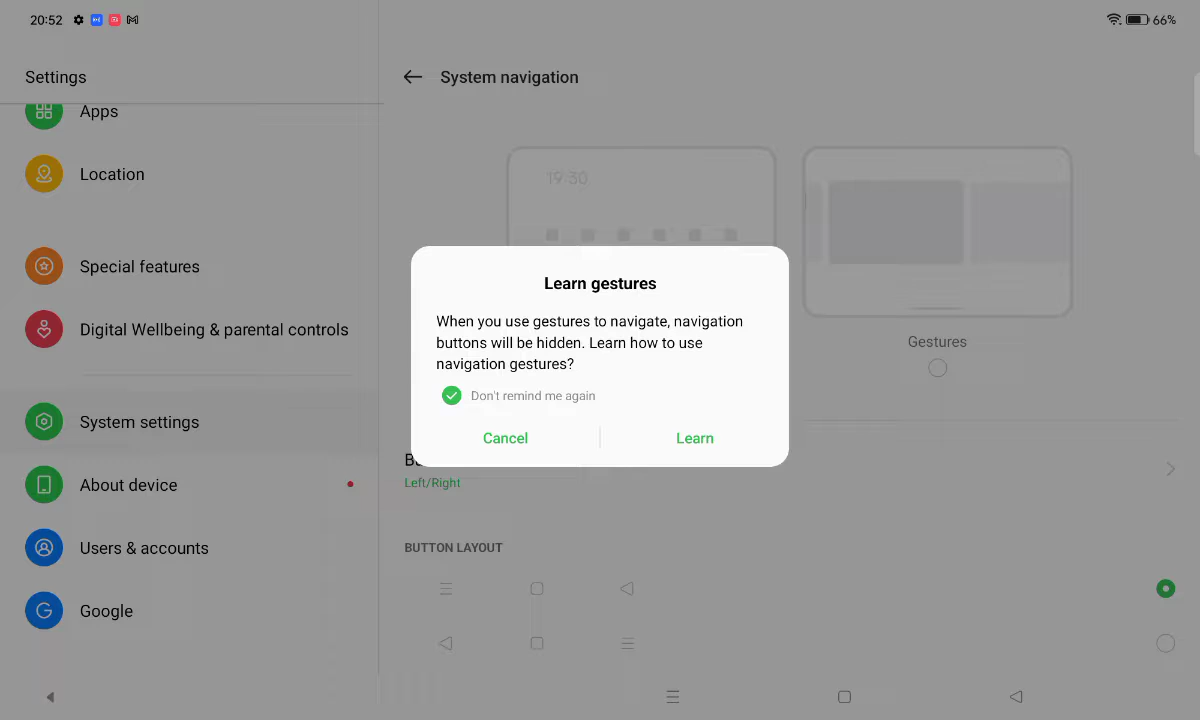 20:52
66%
Settings
Apps
Location
Special features
Digital Wellbeing & parental controls
System settings
About device
Users & accounts
Google
System navigation
19:30
Gestures
Learn gestures
When you use gestures to navigate, navigation
buttons will be hidden. Learn how to use
navigation gestures?
Don't remind me again
Cancel
Learn
Left/Right
BUTTON LAYOUT